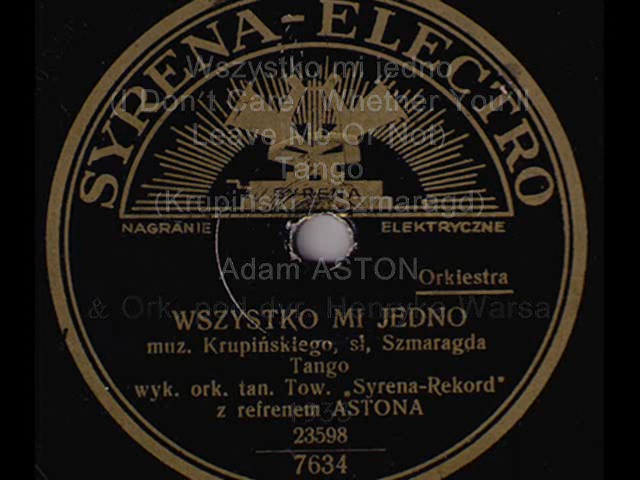 SYRENA-ELECTRO
Wszystko mi jedno
(I Don't Care / Whether You'll
Leave Me Or Not)
Tango
SYRENA
(Krupiński / Szmaragd)
NAGRANIE ELEKTRYCZNE
Adam ASTON
Orkiestra
& Ork. pod dyr. Henryka Warsa
WSZYSTKO MI JEDNO
muz. Krupińskiego, sł, Szmaragda
Tango
wyk. ork. tan. Tow. „Syrena-Rekord"
z refrenem ASTONA
23598
7634